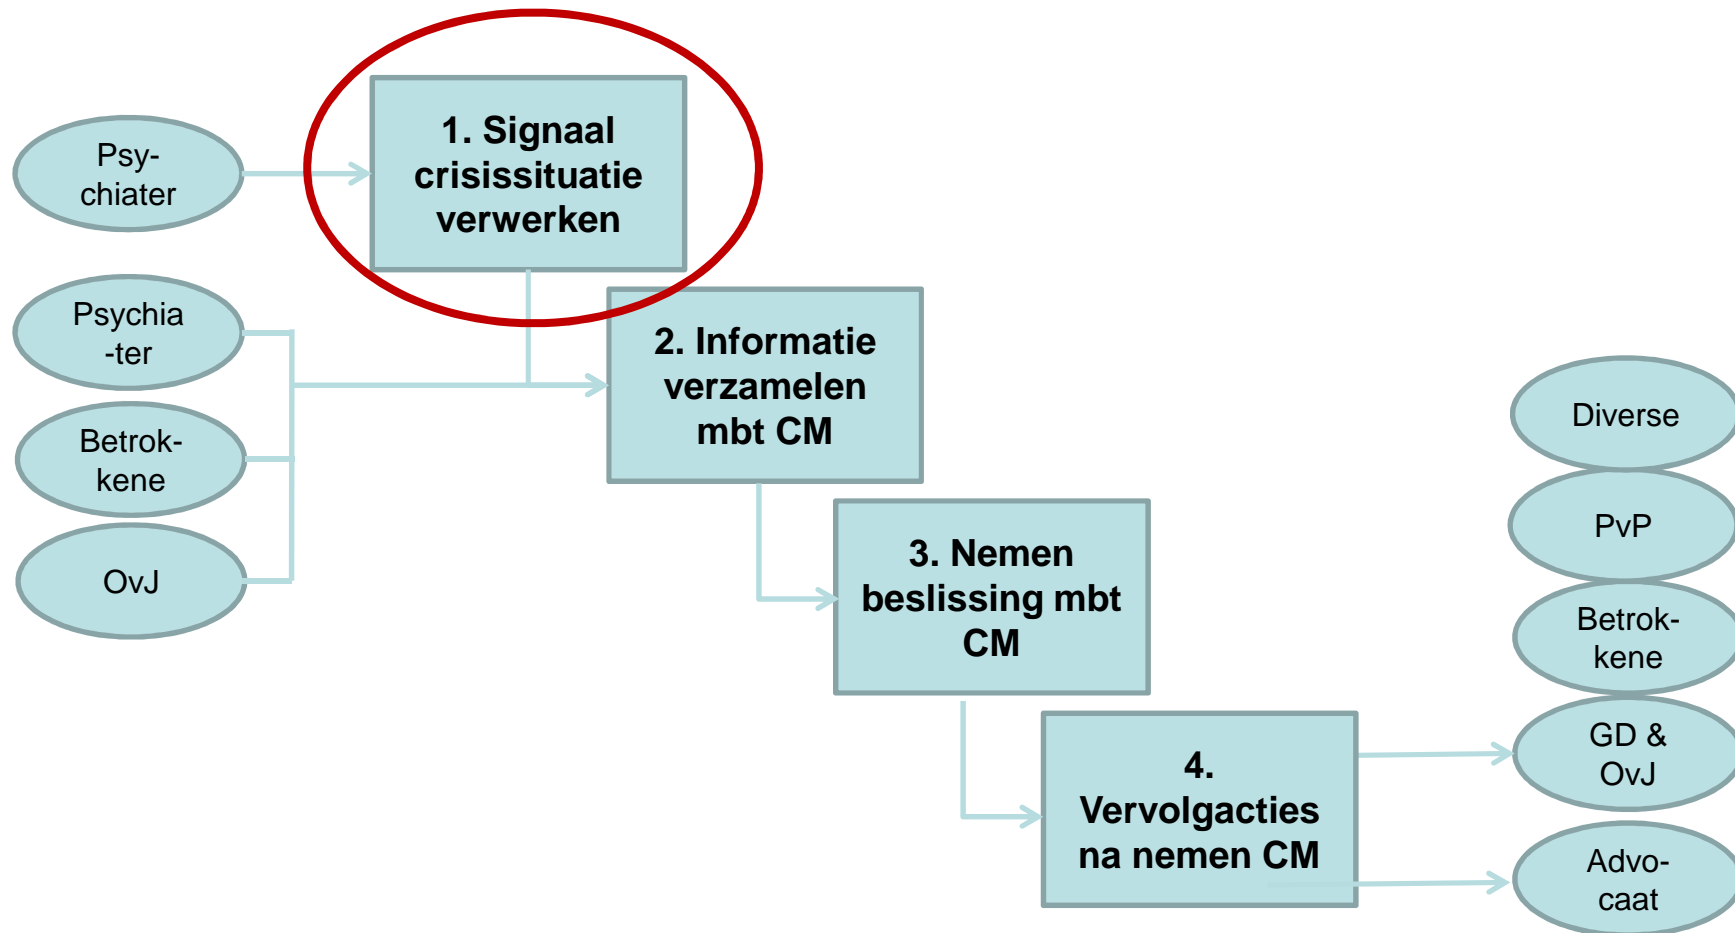 Psy-
chiater
1. Signaal
crisissituatie
verwerken
Psychia
-ter
Betrok-
kene
OvJ
2. Informatie
verzamelen
mbt CM
3. Nemen
beslissing mbt
CM
4.
Vervolgacties
na nemen CM
Diverse
PvP
Betrok-
kene
GD &
OvJ
Advo-
caat